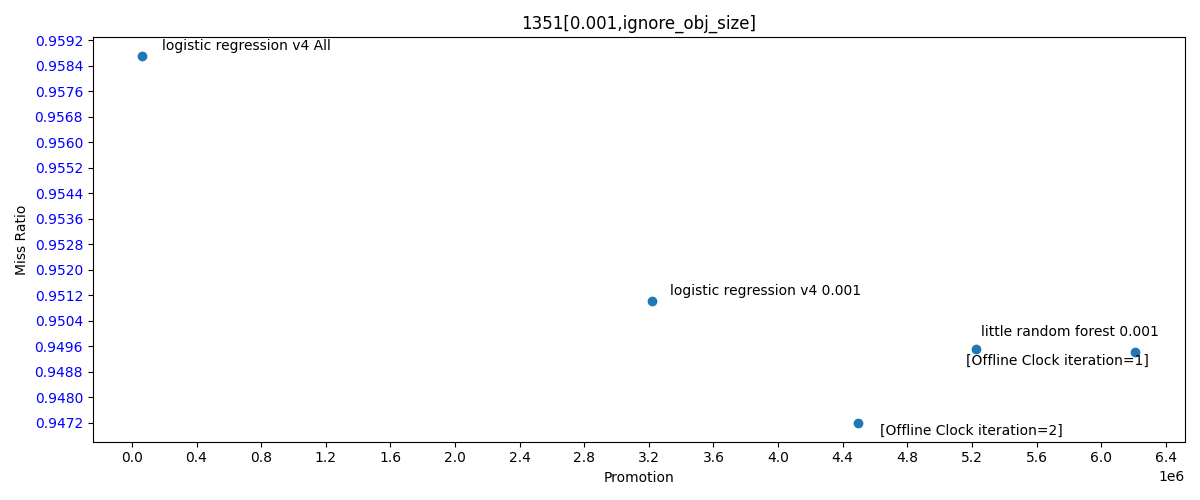 1351[0.001,ignore_obj_size]
Miss Ratio
0.9592
0.9584
0.9576
0.9568
0.9560
0.9552
0.9544
0.9536
0.9528
0.9520
0.9512
0.9504
0.9496
0.9488
0.9480
0.9472
logistic regression v4 All
logistic regression v4 0.001
little random forest 0.001
[Offline Clock iteration=1]
[Offline Clock iteration=2]
0.0 0.4 0.8 1.2 1.6 2.0 2.4 2.8 3.2 3.6 4.0 4.4 4.8 5.2 5.6 6.0 6.4
1e6
Promotion